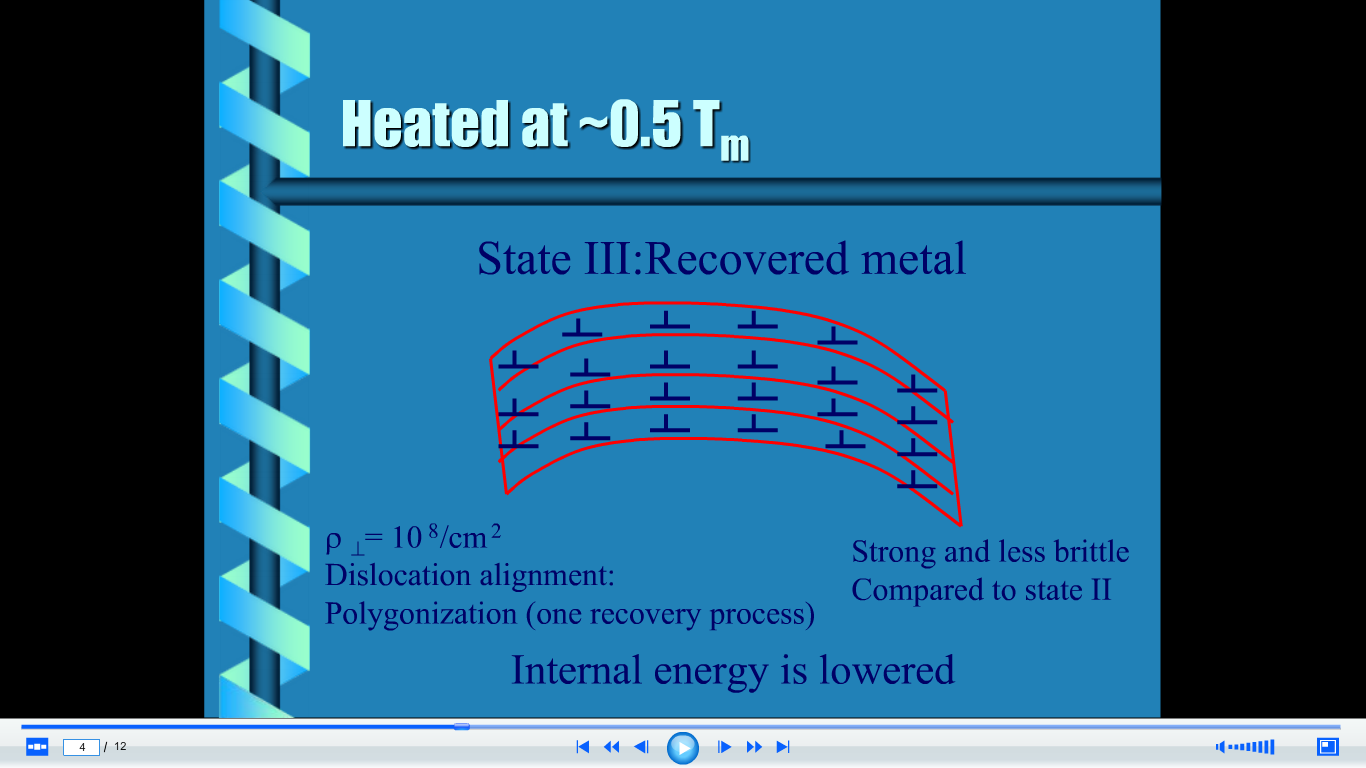 Heated at ~0.5 Tm
State III:Recovered metal
ρ ⊥= 10 8/cm 2
Dislocation alignment:
Polygonization (one recovery process)
Strong and less brittle
Compared to state II
Internal energy is lowered
4 / 12